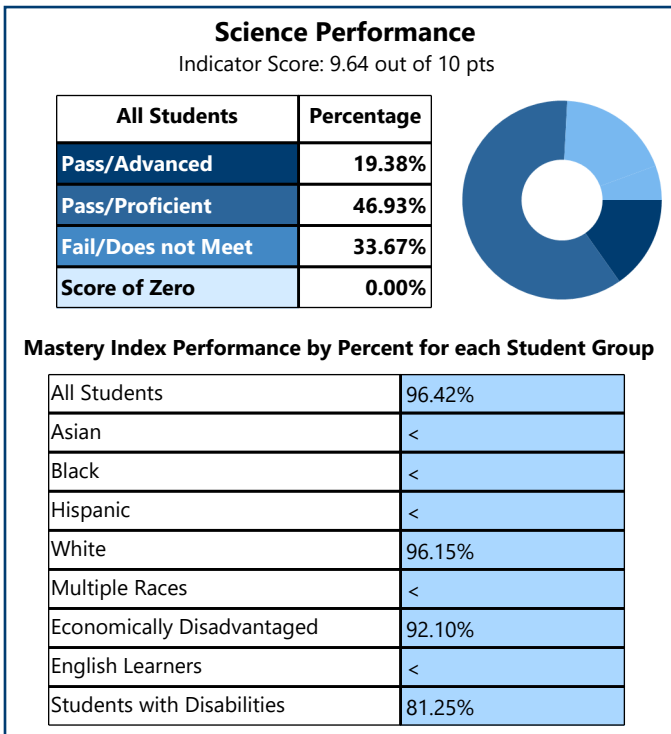 Science Performance
Indicator Score: 9.64 out of 10 pts
All Students Percentage
Pass/Advanced 19.38%
Pass/Proficient 46.93%
Fail/Does not Meet 33.67%
Score of Zero 0.00%
Mastery Index Performance by Percent for each Student Group
All Students 96.42%
Asian <
Black <
Hispanic <
White 96.15%
Multiple Races <
Economically Disadvantaged 92.10%
English Learners <
Students with Disabilities 81.25%